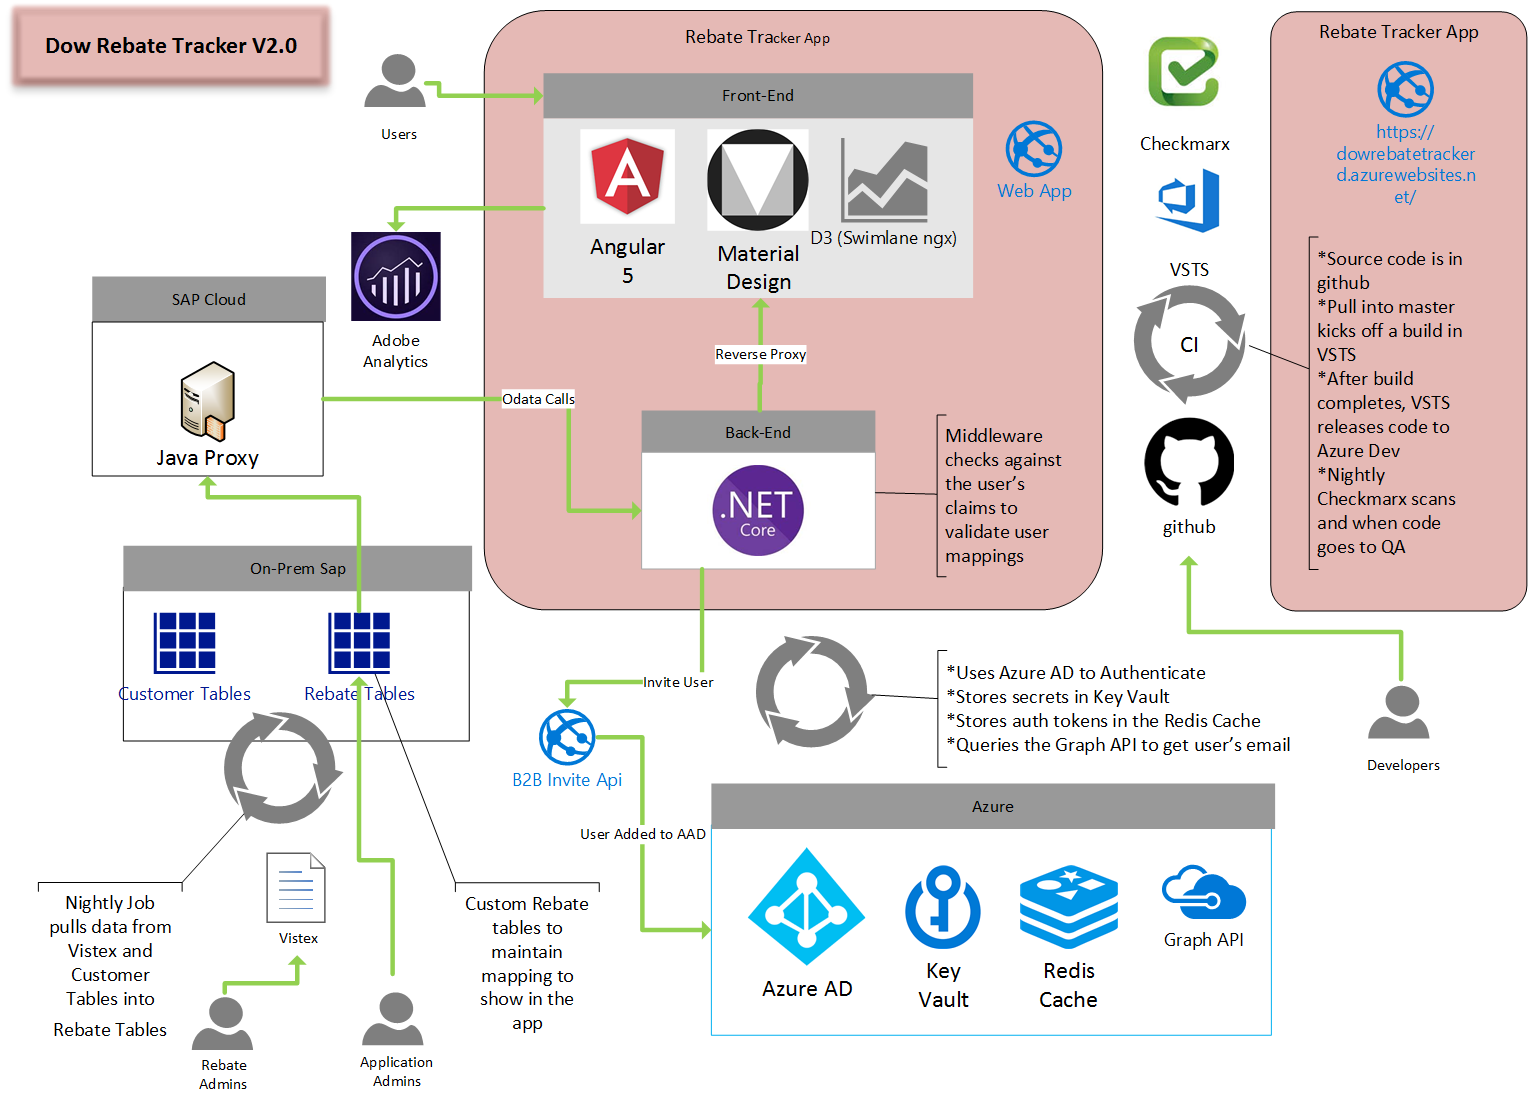 Dow Rebate Tracker V2.0
Users
Rebate Tracker App
Front-End
Angular
5
Material
Design
D3 (Swimlane ngx)
Web App
Reverse Proxy
Back-End
.NET
Core
Middleware
checks against
the user's
claims to
validate user
mappings
Adobe
Analytics
SAP Cloud
Java Proxy
Odata Calls
On-Prem Sap
Customer Tables
Rebate Tables
Nightly Job
pulls data from
Vistex and
Customer
Tables into
Rebate Tables
Vistex
Rebate
Admins
Application
Admins
Custom Rebate
tables to
maintain
mapping to
show in the
app
Invite User
B2B Invite Api
User Added to AAD
*Uses Azure AD to Authenticate
*Stores secrets in Key Vault
*Stores auth tokens in the Redis Cache
*Queries the Graph API to get user's email
Azure
Azure AD
Key
Vault
Redis
Cache
Graph API
Checkmarx
VSTS
CI
github
Developers
Rebate Tracker App
https://
dowrebatetracker
d.azurewebsites.n
et/
*Source code is in
github
*Pull into master
kicks off a build in
VSTS
*After build
completes, VSTS
releases code to
Azure Dev
*Nightly
Checkmarx scans
and when code
goes to QA